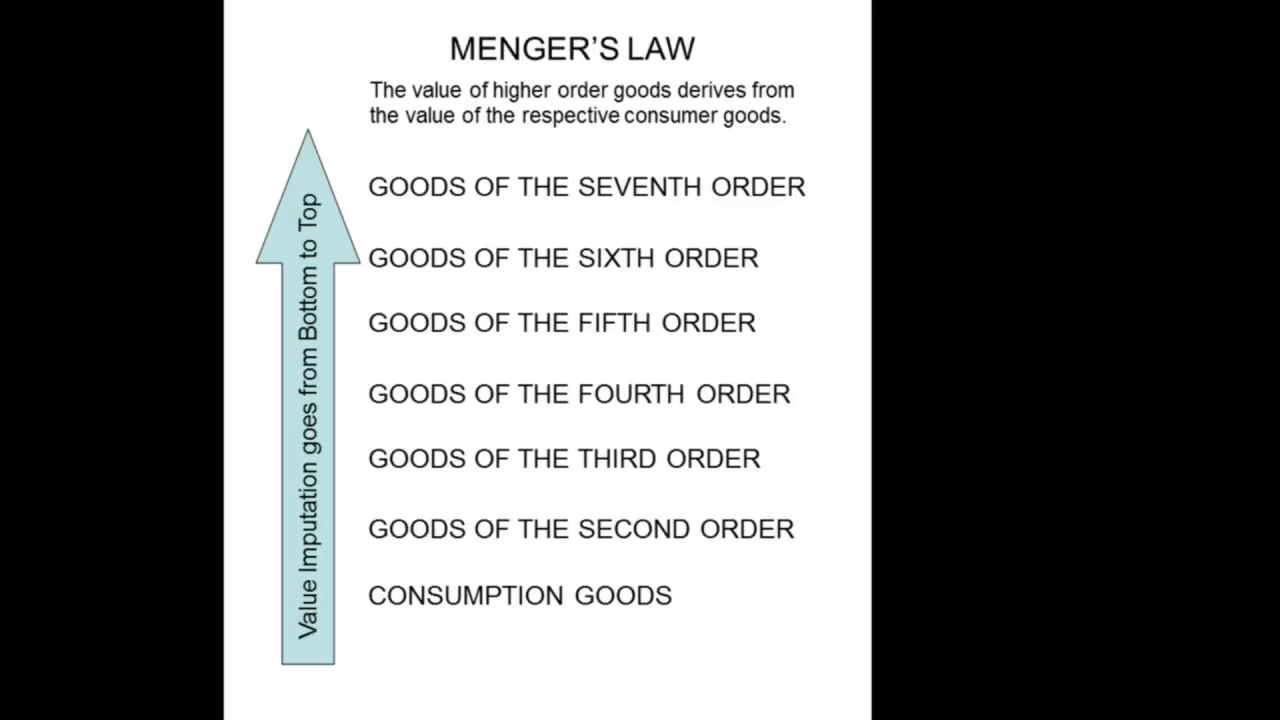 MENGER’S LAW
The value of higher order goods derives from
the value of the respective consumer goods.
GOODS OF THE SEVENTH ORDER
GOODS OF THE SIXTH ORDER
GOODS OF THE FIFTH ORDER
GOODS OF THE FOURTH ORDER
GOODS OF THE THIRD ORDER
GOODS OF THE SECOND ORDER
CONSUMPTION GOODS
Value Imputation goes from Bottom to Top